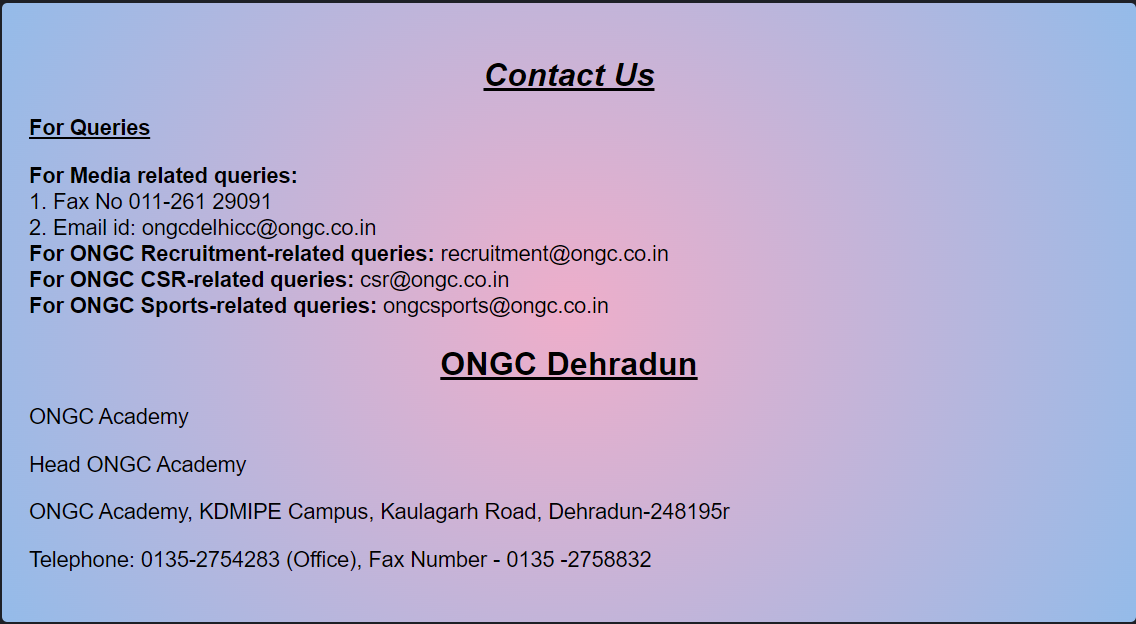 Contact Us
For Queries
For Media related queries:
1. Fax No 011-261 29091
2. Email id: ongcdelhicc@ongc.co.in
For ONGC Recruitment-related queries: recruitment@ongc.co.in
For ONGC CSR-related queries: csr@ongc.co.in
For ONGC Sports-related queries: ongcsports@ongc.co.in
ONGC Dehradun
ONGC Academy
Head ONGC Academy
ONGC Academy, KDMIPE Campus, Kaulagarh Road, Dehradun-248195r
Telephone: 0135-2754283 (Office), Fax Number - 0135 -2758832